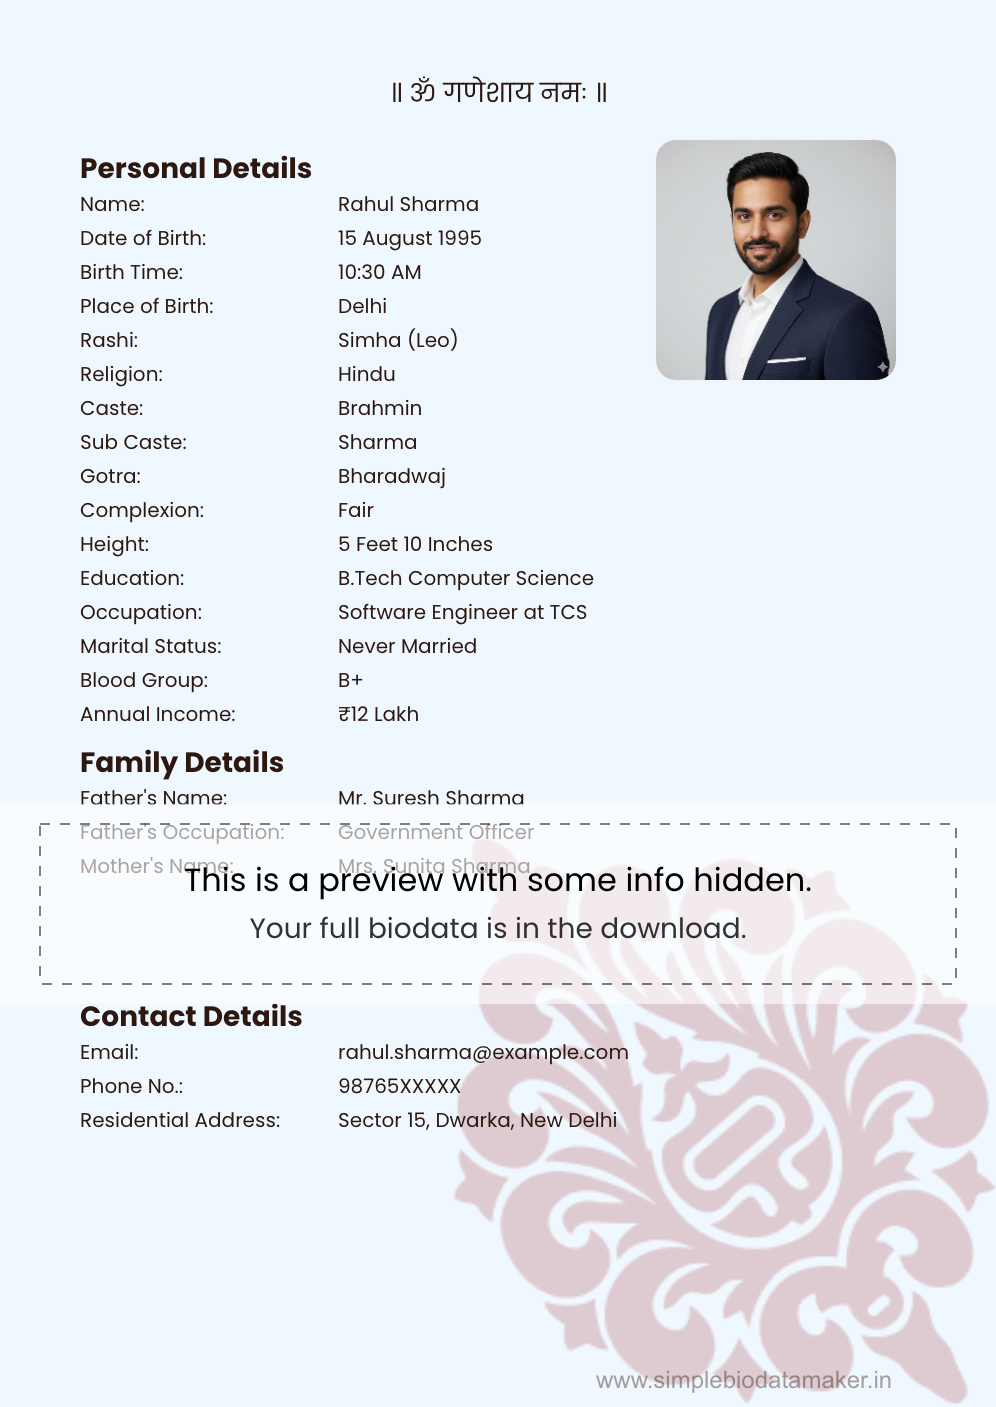 ॥ ॐ गणेशाय नमः ॥
Personal Details
Name: Rahul Sharma
Date of Birth: 15 August 1995
Birth Time: 10:30 AM
Place of Birth: Delhi
Rashi: Simha (Leo)
Religion: Hindu
Caste: Brahmin
Sub Caste: Sharma
Gotra: Bharadwaj
Complexion: Fair
Height: 5 Feet 10 Inches
Education: B.Tech Computer Science
Occupation: Software Engineer at TCS
Marital Status: Never Married
Blood Group: B+
Annual Income: ₹12 Lakh
Family Details
Father's Name: Mr. Suresh Sharma
Father's Occupation: Government Officer
Mother's Name: Mrs. Sunita Sharma
This is a preview with some info hidden.
Your full biodata is in the download.
Contact Details
Email: rahul.sharma@example.com
Phone No.: 98765XXXXX
Residential Address: Sector 15, Dwarka, New Delhi
www.simplebiodatamaker.in